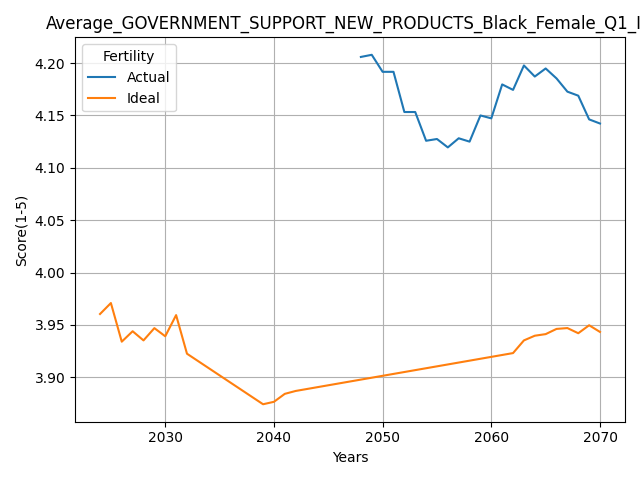 Average_GOVERNMENT_SUPPORT_NEW_PRODUCTS_Black_Female_Q1_I
Fertility
Actual
Ideal
4.20
4.15
4.10
4.05
4.00
3.95
3.90
Score(1-5)
2030 2040 2050 2060 2070
Years